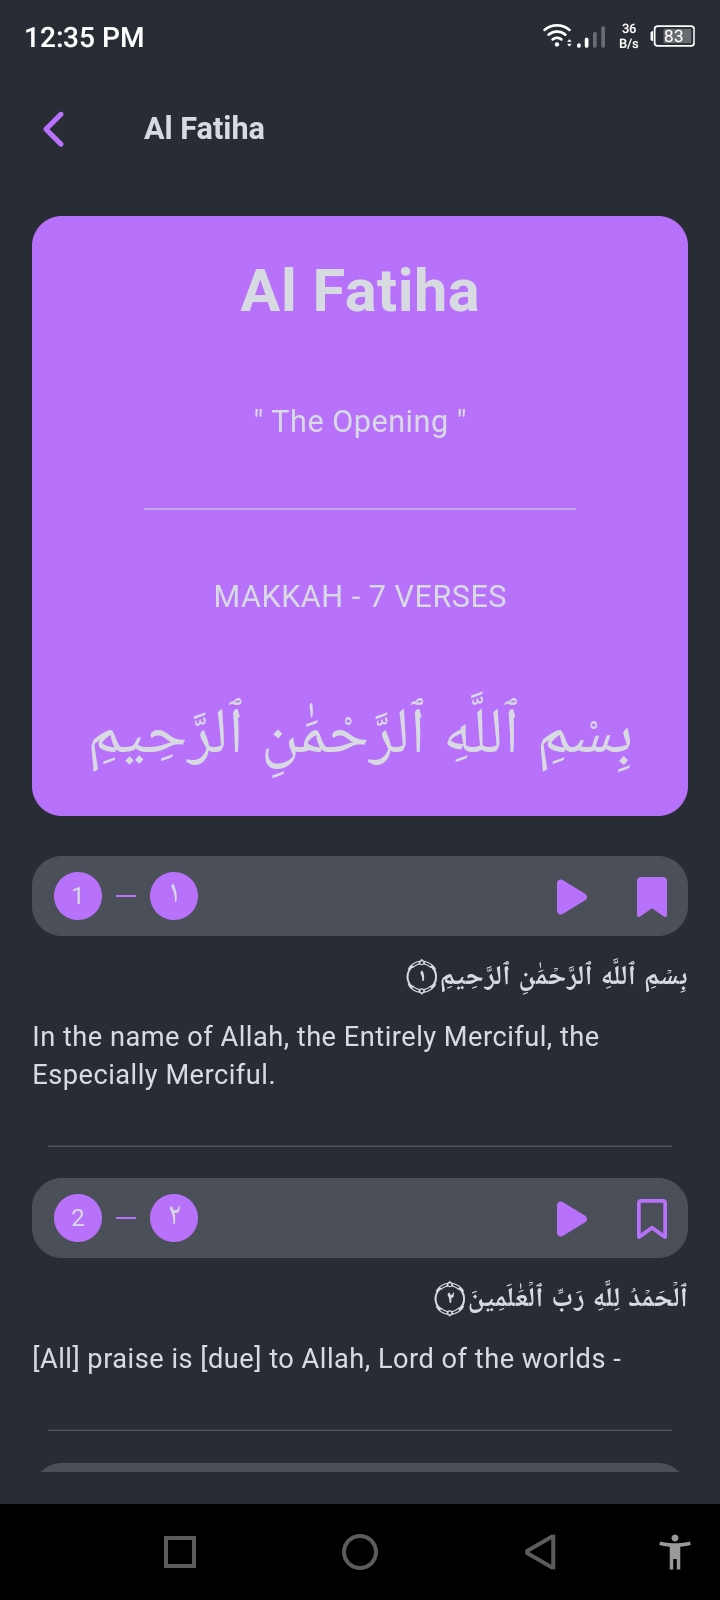 12:35 PM
36
B/s
83
Al Fatiha
Al Fatiha
" The Opening "
MAKKAH - 7 VERSES
بِسْمِ ٱللَّهِ ٱلرَّحْمَٰنِ ٱلرَّحِيمِ
1 — ١
بِسْمِ ٱللَّهِ ٱلرَّحْمَٰنِ ٱلرَّحِيمِ ١
In the name of Allah, the Entirely Merciful, the
Especially Merciful.
2 — ٢
ٱلْحَمْدُ لِلَّهِ رَبِّ ٱلْعَٰلَمِينَ ٢
[All] praise is [due] to Allah, Lord of the worlds -